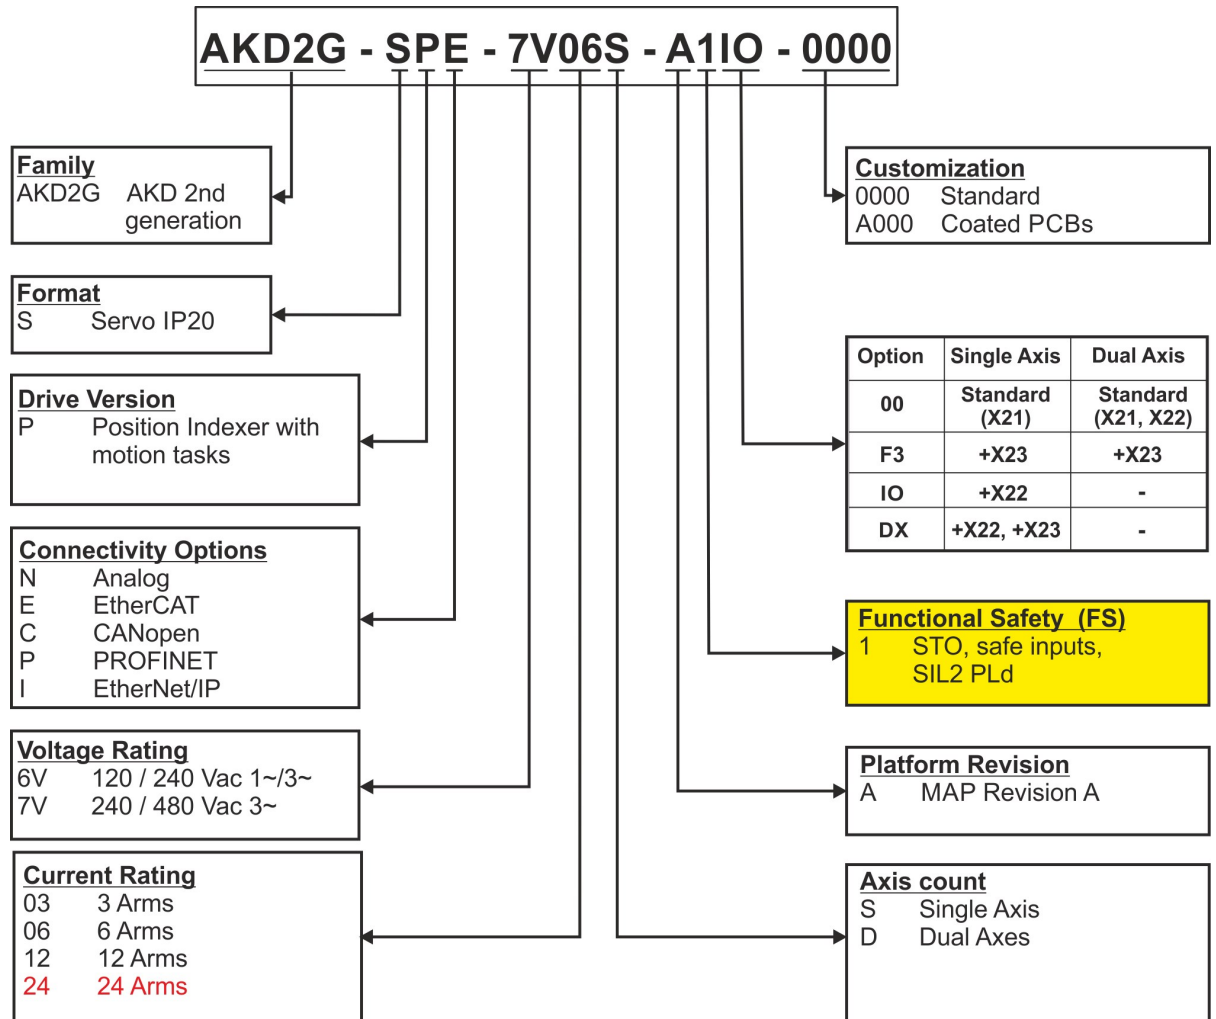 AKD2G - SPE - 7V06S - A1IO - 0000
Family
AKD2G AKD 2nd
generation
Format
S Servo IP20
Drive Version
P Position Indexer with
motion tasks
Connectivity Options
N Analog
E EtherCAT
C CANopen
P PROFINET
I EtherNet/IP
Voltage Rating
6V 120 / 240 Vac 1~/3~
7V 240 / 480 Vac 3~
Current Rating
03 3 Arms
06 6 Arms
12 12 Arms
24 24 Arms
Customization
0000 Standard
A000 Coated PCBs
Option Single Axis Dual Axis
00 Standard Standard
(X21) (X21, X22)
F3 +X23 +X23
IO +X22 -
DX +X22, +X23 -
Functional Safety (FS)
1 STO, safe inputs,
SIL2 PLd
Platform Revision
A MAP Revision A
Axis count
S Single Axis
D Dual Axes